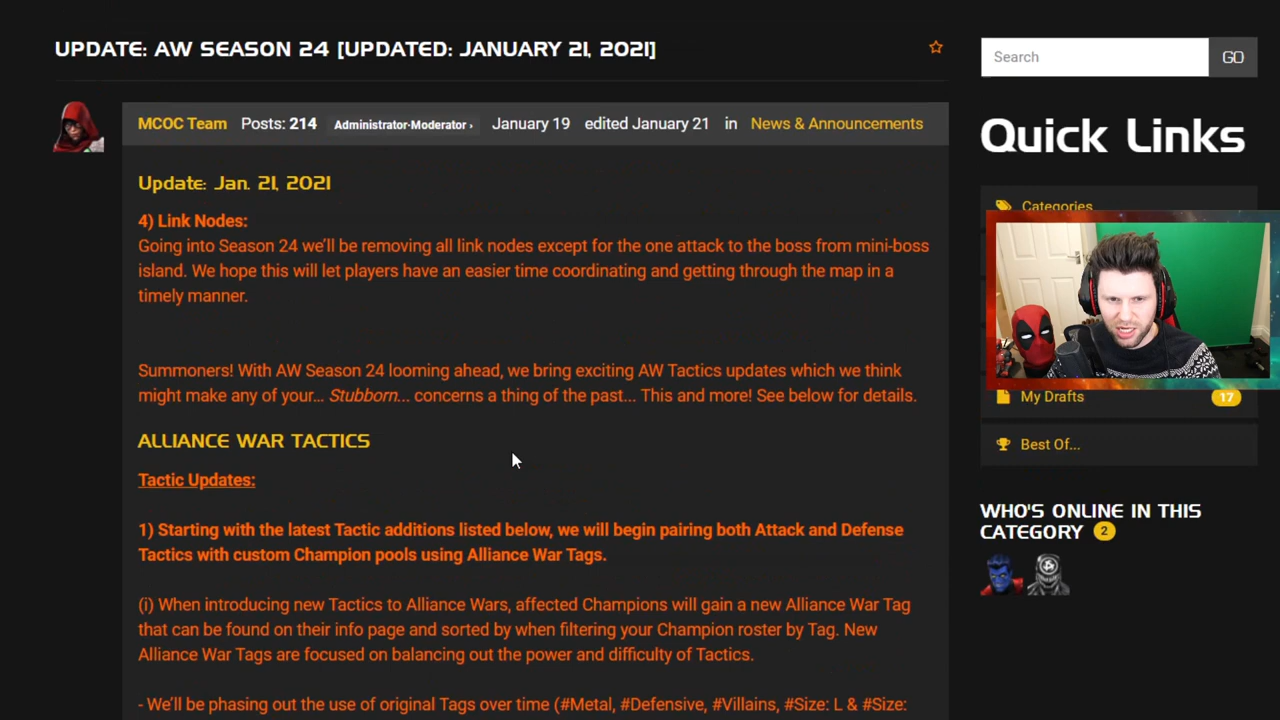 UPDATE: AW SEASON 24 [UPDATED: JANUARY 21, 2021]
Search
GO
MCOC Team Posts: 214 Administrator·Moderator › January 19 edited January 21 in News & Announcements
Quick Links
Update: Jan. 21, 2021
Categories
4) Link Nodes:
Going into Season 24 we'll be removing all link nodes except for the one attack to the boss from mini-boss
island. We hope this will let players have an easier time coordinating and getting through the map in a
timely manner.
Summoners! With AW Season 24 looming ahead, we bring exciting AW Tactics updates which we think
might make any of your... Stubborn... concerns a thing of the past... This and more! See below for details.
My Drafts
17
ALLIANCE WAR TACTICS
Best Of...
Tactic Updates:
WHO'S ONLINE IN THIS
CATEGORY 2
1) Starting with the latest Tactic additions listed below, we will begin pairing both Attack and Defense
Tactics with custom Champion pools using Alliance War Tags.
(i) When introducing new Tactics to Alliance Wars, affected Champions will gain a new Alliance War Tag
that can be found on their info page and sorted by when filtering your Champion roster by Tag. New
Alliance War Tags are focused on balancing out the power and difficulty of Tactics.
- We'll be phasing out the use of original Tags over time (#Metal, #Defensive, #Villains, #Size: L & #Size: